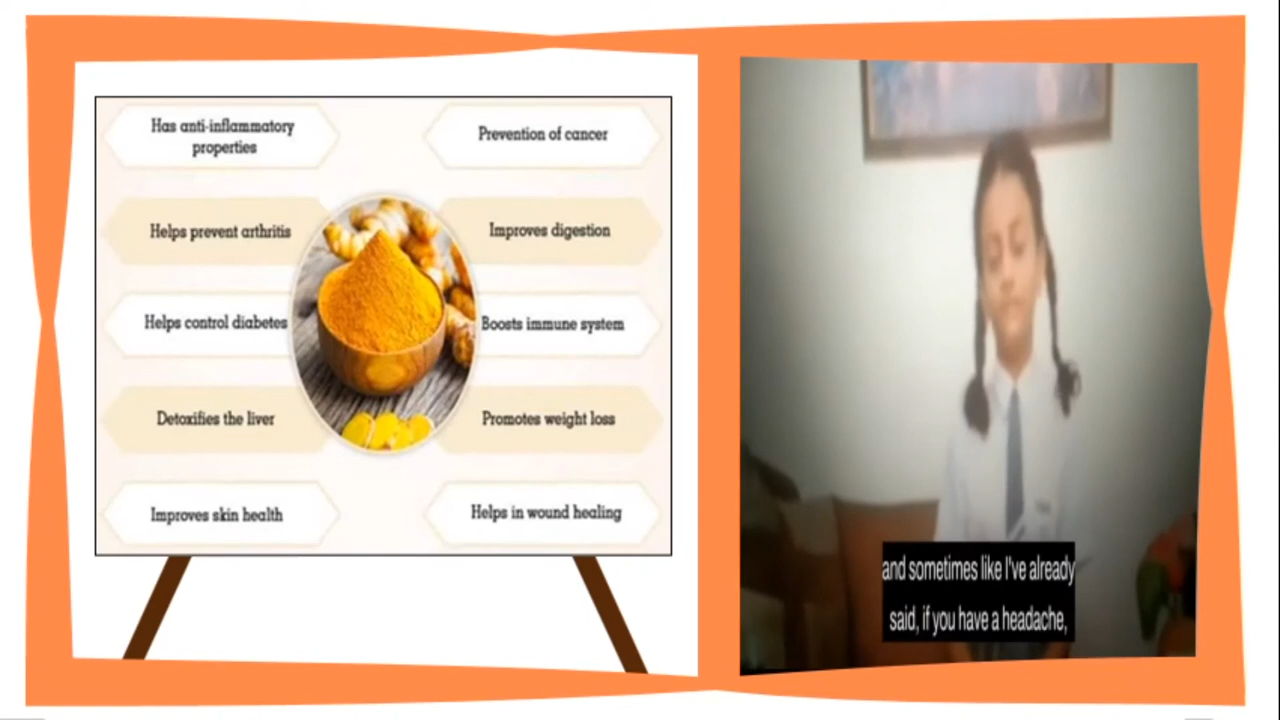 Has anti-inflammatory
properties
Prevention of cancer
Helps prevent arthritis
Improves digestion
Helps control diabetes
Boosts immune system
Detoxifies the liver
Promotes weight loss
Improves skin health
Helps in wound healing
and sometimes like I've already
said, if you have a headache,